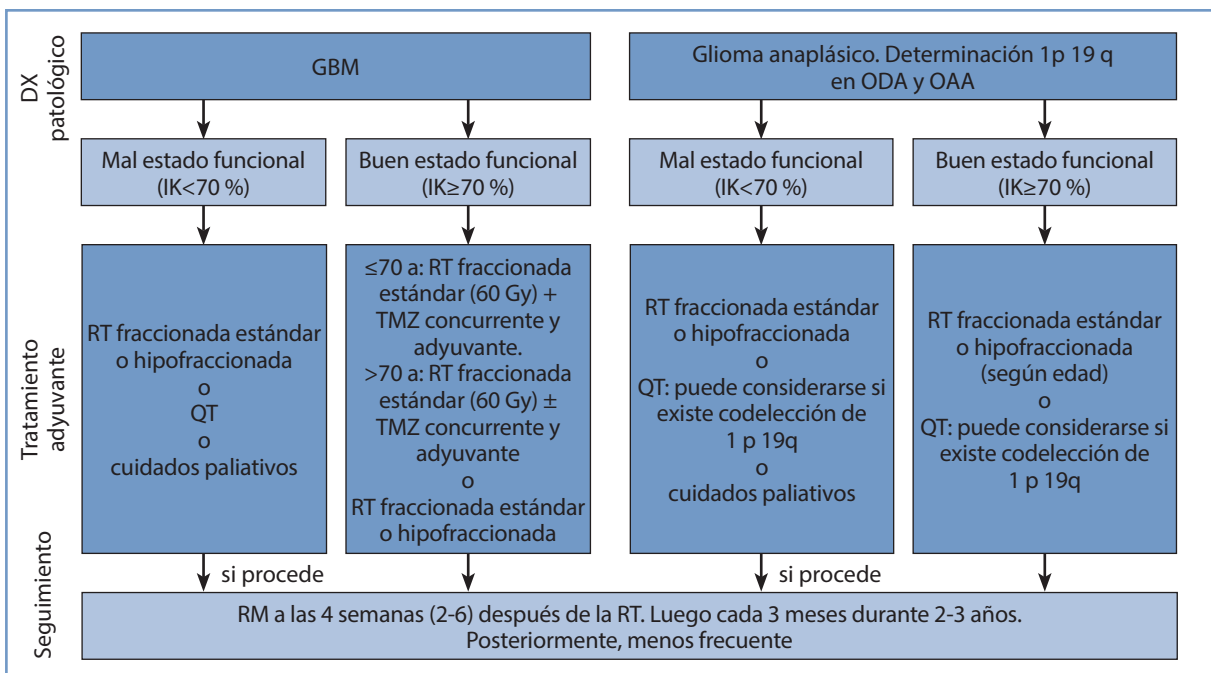 DX
patológico
GBM
Glioma anaplásico. Determinación 1p 19 q
en ODA y OAA
Mal estado funcional
(IK<70 %)
Buen estado funcional
(IK≥70 %)
Mal estado funcional
(IK<70 %)
Buen estado funcional
(IK≥70 %)
Tratamiento
adyuvante
RT fraccionada estándar
o hipofraccionada
o
QT
o
cuidados paliativos
≤70 a: RT fraccionada
estándar (60 Gy) +
TMZ concurrente y
adyuvante.
>70 a: RT fraccionada
estándar (60 Gy) ±
TMZ concurrente y
adyuvante
o
RT fraccionada estándar
o hipofraccionada
RT fraccionada estándar
o hipofraccionada
o
QT: puede considerarse si
existe codelección de
1 p 19q
o
cuidados paliativos
RT fraccionada estándar
o hipofraccionada
(según edad)
o
QT: puede considerarse si
existe codelección de
1 p 19q
si procede
si procede
Seguimiento
RM a las 4 semanas (2-6) después de la RT. Luego cada 3 meses durante 2-3 años.
Posteriormente, menos frecuente